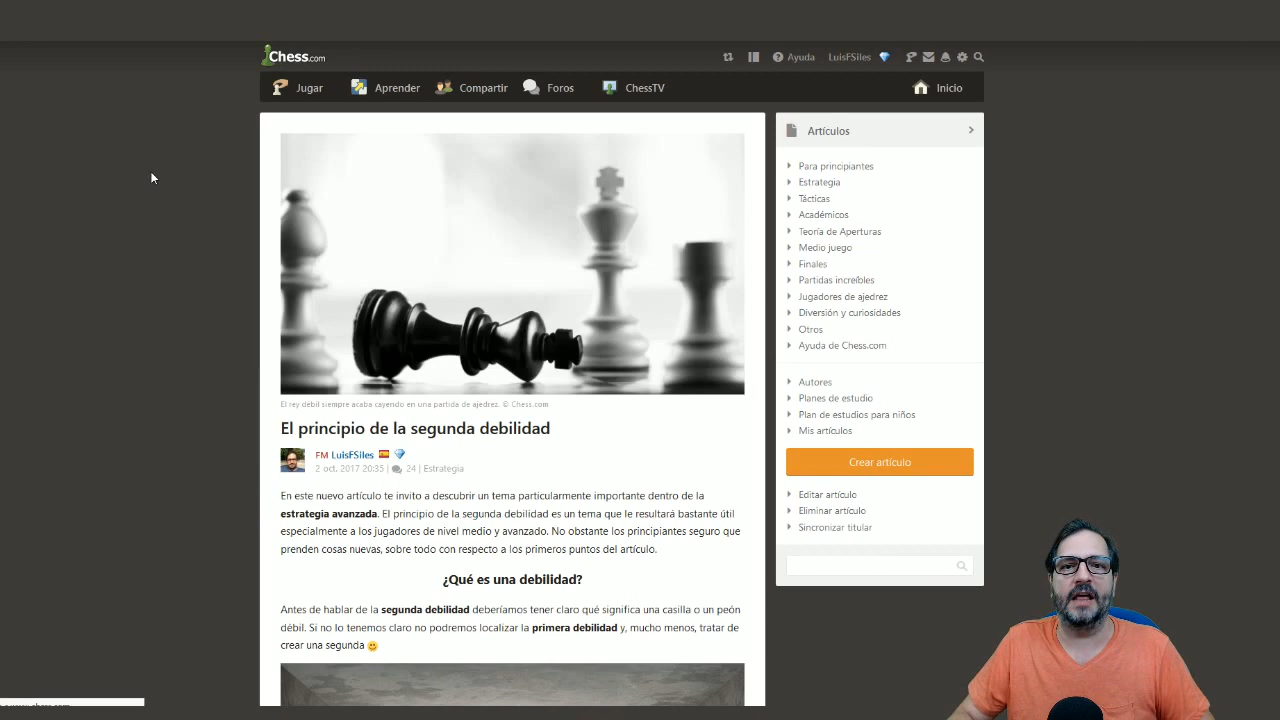 Chess.com
Ayuda
LuisFSiles
Jugar
Aprender
Compartir
Foros
ChessTV
Inicio
El rey débil siempre acaba cayendo en una partida de ajedrez. © Chess.com
El principio de la segunda debilidad
FM LuisFSiles
2 oct. 2017 20:35 | 24 | Estrategia
En este nuevo artículo te invito a descubrir un tema particularmente importante dentro de la
estrategia avanzada. El principio de la segunda debilidad es un tema que le resultará bastante útil
especialmente a los jugadores de nivel medio y avanzado. No obstante los principiantes seguro que
prenden cosas nuevas, sobre todo con respecto a los primeros puntos del artículo.
¿Qué es una debilidad?
Antes de hablar de la segunda debilidad deberíamos tener claro qué significa una casilla o un peón
débil. Si no lo tenemos claro no podremos localizar la primera debilidad y, mucho menos, tratar de
crear una segunda
Artículos
Para principiantes
Estrategia
Tácticas
Académicos
Teoría de Aperturas
Medio juego
Finales
Partidas increíbles
Jugadores de ajedrez
Diversión y curiosidades
Otros
Ayuda de Chess.com
Autores
Planes de estudio
Plan de estudios para niños
Mis artículos
Crear artículo
Editar artículo
Eliminar artículo
Sincronizar titular